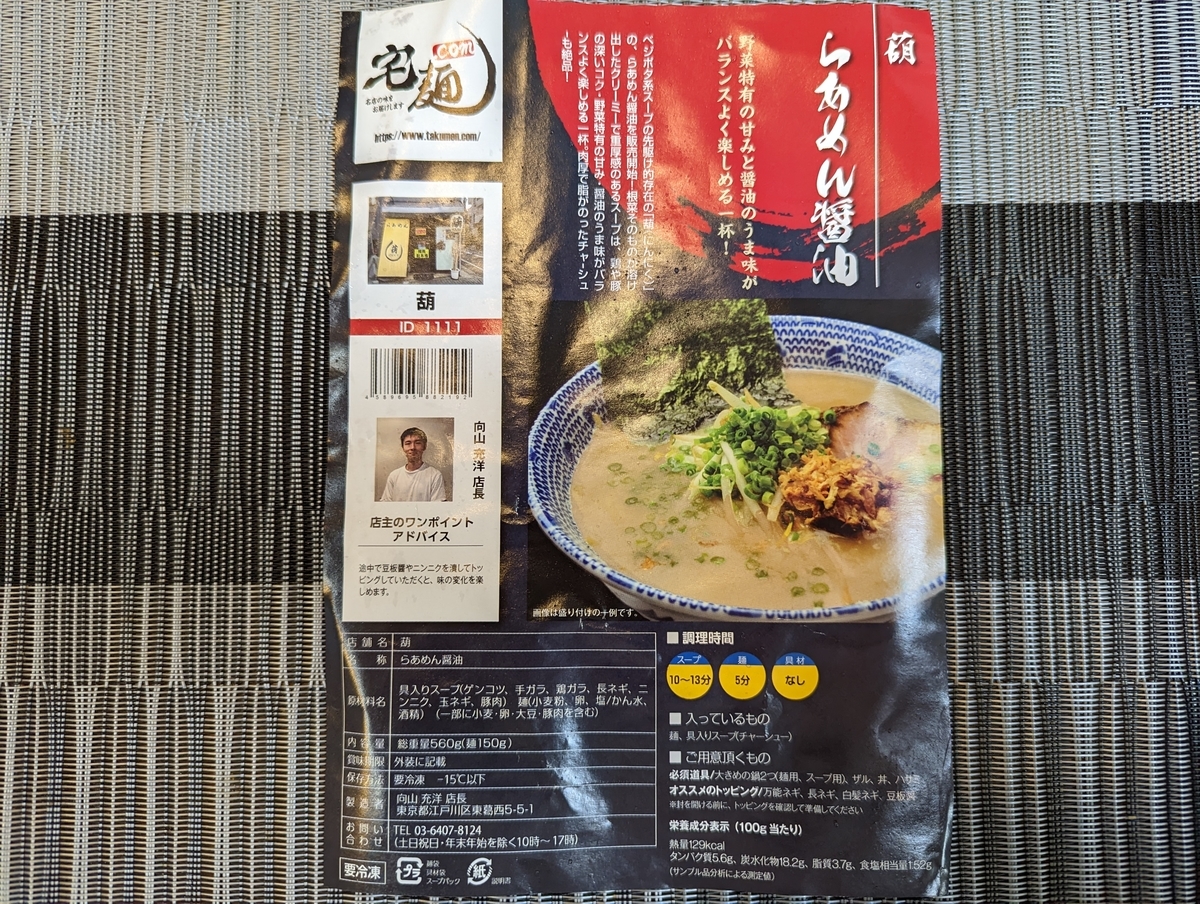 宅麺
.com
名店の味を
お届けします
https://www.takumen.com/
葫
らあめん醤油
野菜特有の甘みと醤油のうま味が
バランスよく楽しめる一杯!
ベジポタ系スープの先駆け的存在の「葫(にんにく)」
の、らあめん醤油を販売開始!根菜そのものが溶け
出したクリーミーで重厚感のあるスープは、鶏や豚
の深いコク・野菜特有の甘み・醤油のうま味がバラ
ンスよく楽しめる一杯。肉厚で脂がのったチャーシュ
ーも絶品!
らあめん
葫
葫
ID 1111
4589695882192
向山 充洋 店長
店主のワンポイント
アドバイス
途中で豆板醤やニンニクを潰してトッ
ピングしていただくと、味の変化を楽
しめます。
画像は盛り付けの一例です。
店舗名 葫
名称 らあめん醤油
原材料名 具入りスープ(ゲンコツ、手ガラ、鶏ガラ、長ネギ、ニ
ンニク、玉ネギ、豚肉) 麺(小麦粉、卵、塩/かん水、
酒精) (一部に小麦・卵・大豆・豚肉を含む)
内容量 総重量560g(麺150g)
賞味期限 外装に記載
保存方法 要冷凍 -15℃以下
製造者 向山 充洋 店長
東京都江戸川区東葛西5-5-1
お問い合わせ TEL 03-6407-8124
(土日祝日・年末年始を除く10時~17時)
要冷凍
プラ
麺袋
具材袋
スープパック
紙
説明書
■ 調理時間
スープ 10~13分
麺 5分
具材 なし
■ 入っているもの
麺、具入りスープ(チャーシュー)
■ ご用意頂くもの
必須道具/大きめの鍋2つ(麺用、スープ用)、ザル、丼、ハサミ
オススメのトッピング/万能ネギ、長ネギ、白髪ネギ、豆板醤
※封を開ける前に、トッピングを確認して準備してください
栄養成分表示(100g当たり)
熱量129kcal
タンパク質5.6g、炭水化物18.2g、脂質3.7g、食塩相当量1.52g
(サンプル品分析による測定値)